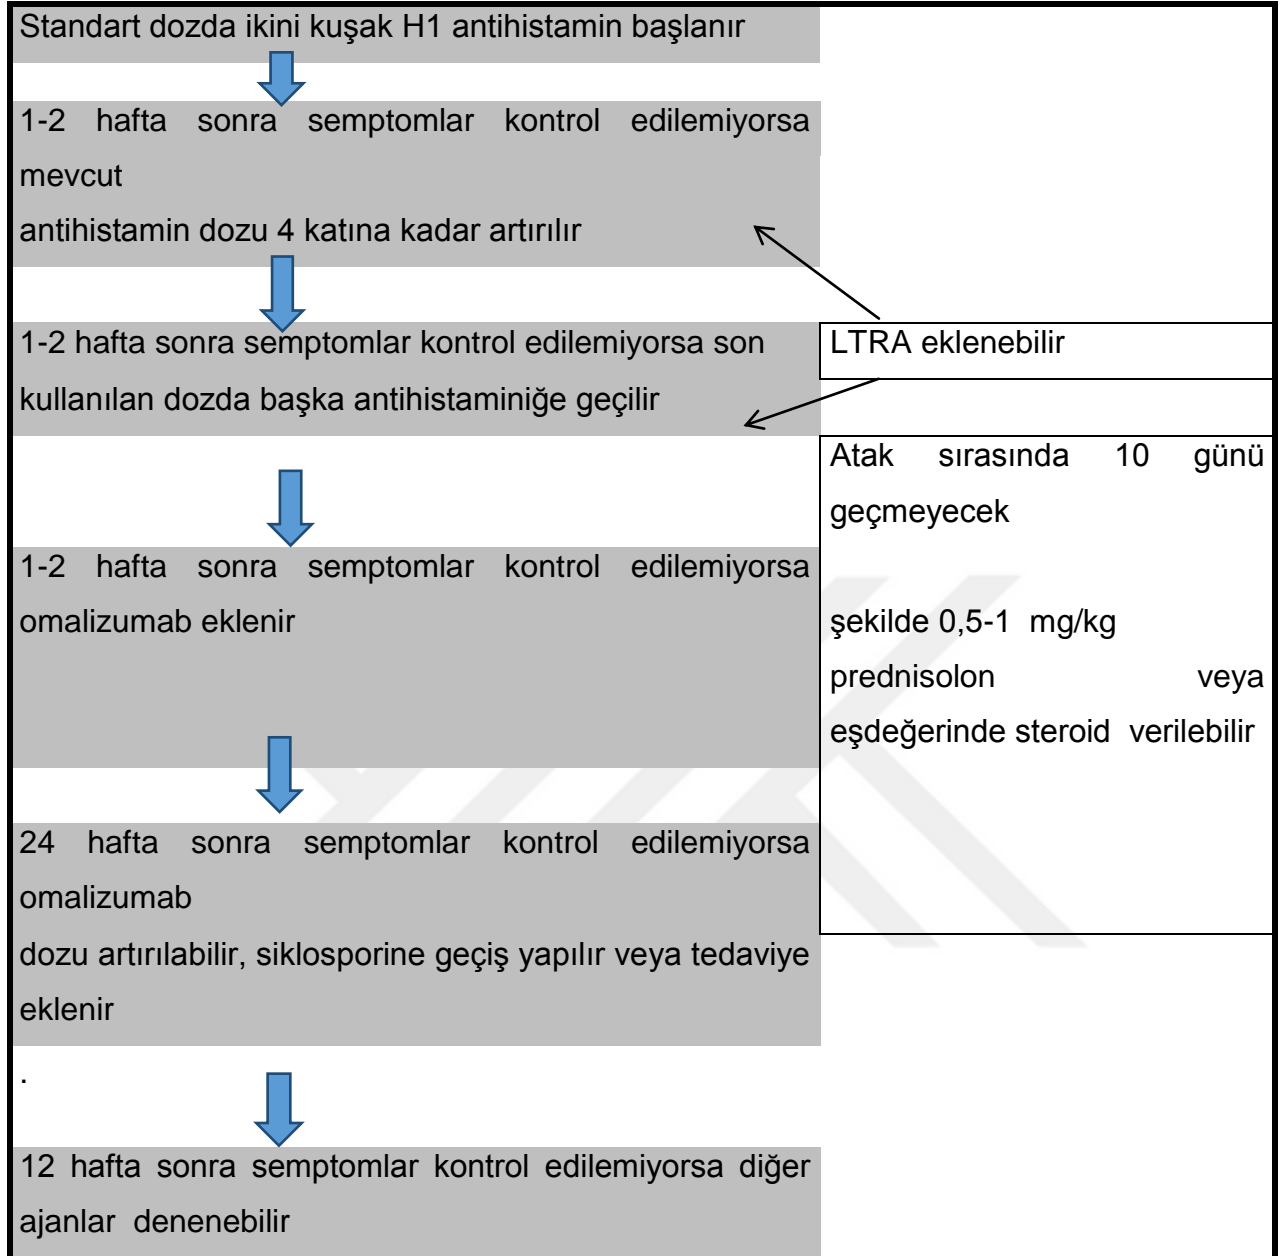 Standart dozda ikini kuşak H1 antihistamin başlanır
1-2 hafta sonra semptomlar kontrol edilemiyorsa
mevcut
antihistamin dozu 4 katına kadar artırılır
1-2 hafta sonra semptomlar kontrol edilemiyorsa son
kullanılan dozda başka antihistaminiğe geçilir
LTRA eklenebilir
Atak sırasında 10 günü
geçmeyecek
şekilde 0,5-1 mg/kg
prednisolon veya
eşdeğerinde steroid verilebilir
1-2 hafta sonra semptomlar kontrol edilemiyorsa
omalizumab eklenir
24 hafta sonra semptomlar kontrol edilemiyorsa
omalizumab
dozu artırılabilir, siklosporine geçiş yapılır veya tedaviye
eklenir
.
12 hafta sonra semptomlar kontrol edilemiyorsa diğer
ajanlar denenebilir